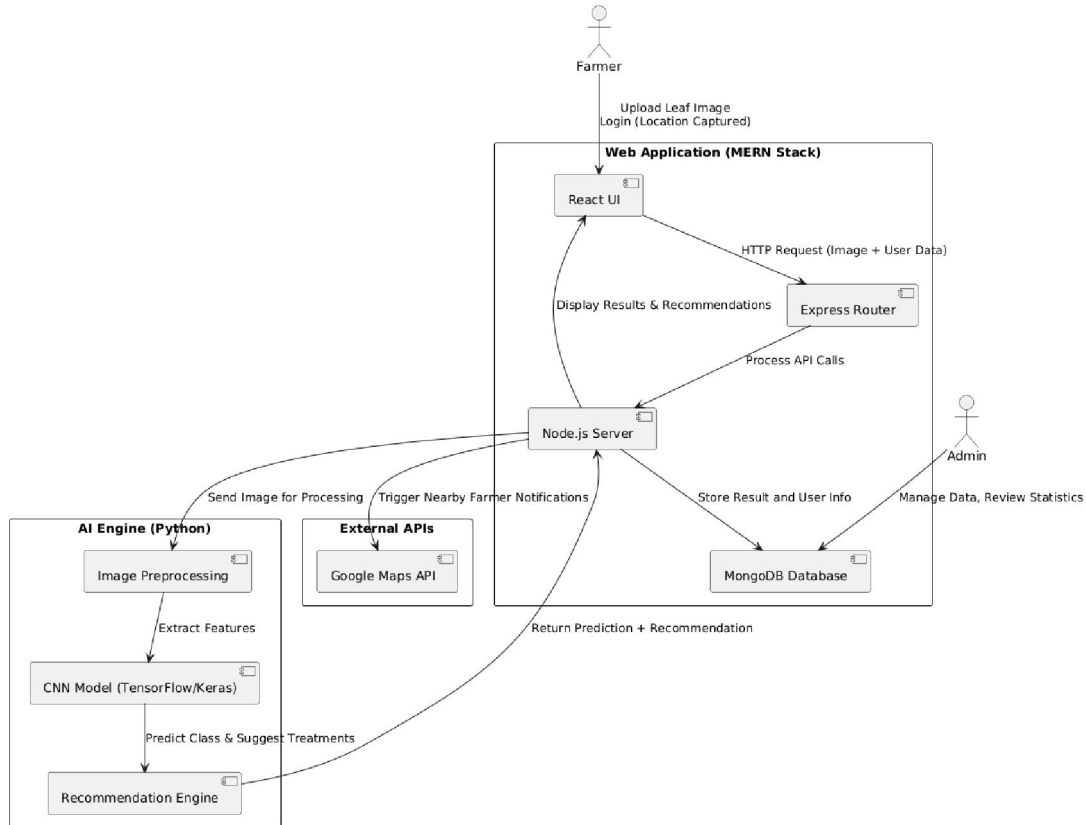 Farmer
Upload Leaf Image
Login (Location Captured)
Web Application (MERN Stack)
React UI
HTTP Request (Image + User Data)
Express Router
Display Results & Recommendations
Process API Calls
Node.js Server
Admin
Send Image for Processing
Trigger Nearby Farmer Notifications
Store Result and User Info
Manage Data, Review Statistics
AI Engine (Python)
External APIs
Image Preprocessing
Google Maps API
MongoDB Database
Extract Features
Return Prediction + Recommendation
CNN Model (TensorFlow/Keras)
Predict Class & Suggest Treatments
Recommendation Engine